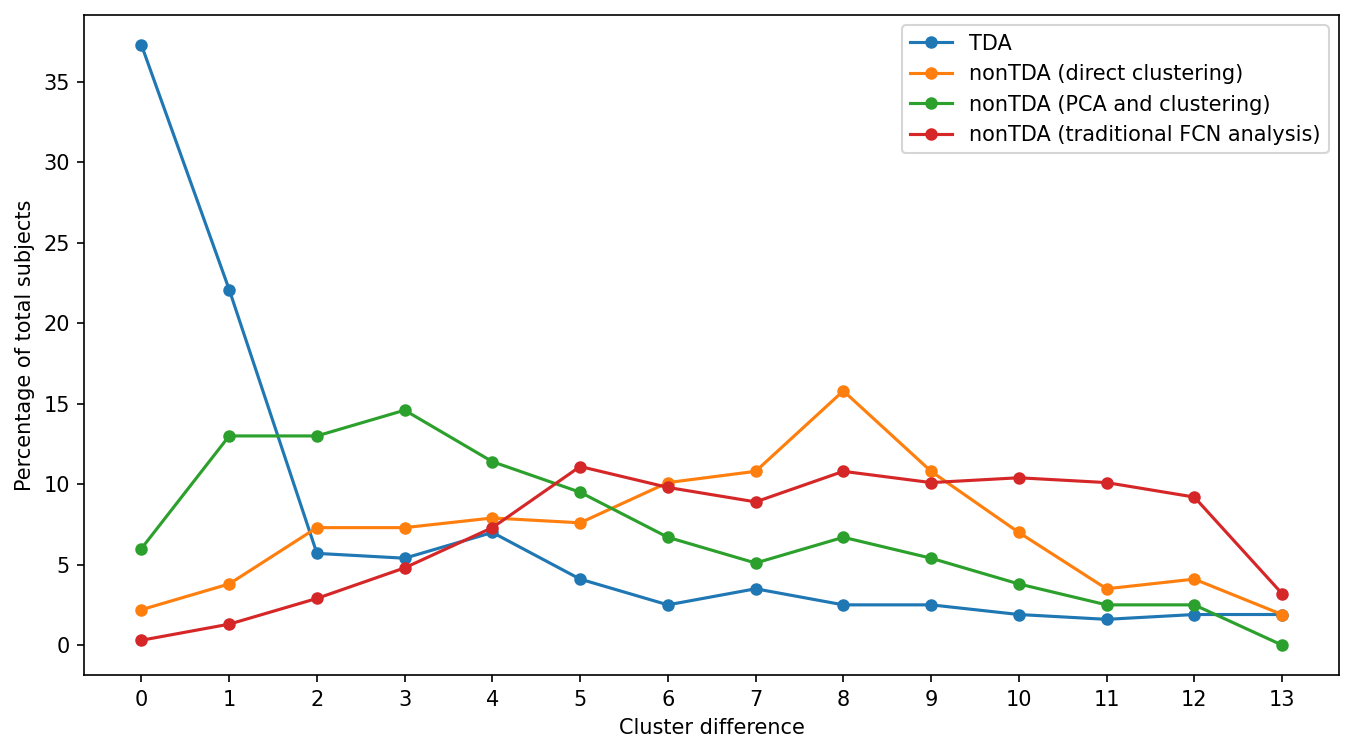 TDA
nonTDA (direct clustering)
nonTDA (PCA and clustering)
nonTDA (traditional FCN analysis)
Percentage of total subjects
35
30
25
20
15
10
5
0
0 1 2 3 4 5 6 7 8 9 10 11 12 13
Cluster difference